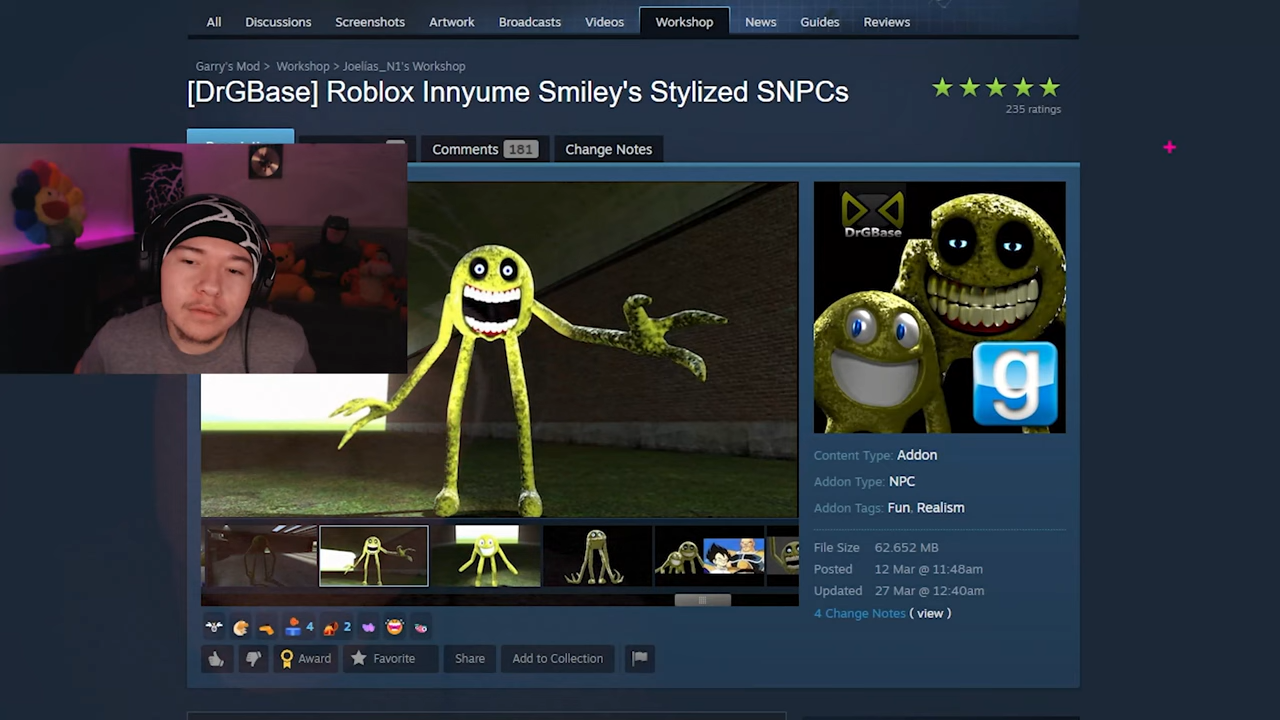 All Discussions Screenshots Artwork Broadcasts Videos Workshop News Guides Reviews
Garry's Mod > Workshop > Joelias_N1's Workshop
[DrGBase] Roblox Innyume Smiley's Stylized SNPCs
235 ratings
Comments 181 Change Notes
DrGBase
g
Content Type: Addon
Addon Type: NPC
Addon Tags: Fun, Realism
File Size 62.652 MB
Posted 12 Mar @ 11:48am
Updated 27 Mar @ 12:40am
4 Change Notes ( view )
4 2
Award Favorite Share Add to Collection